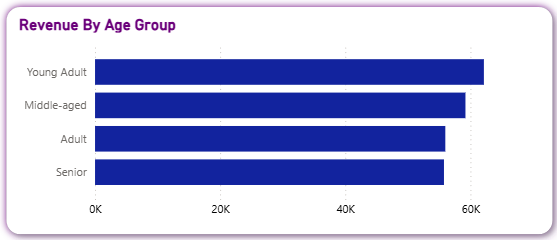 Revenue By Age Group
Young Adult
Middle-aged
Adult
Senior
0K 20K 40K 60K